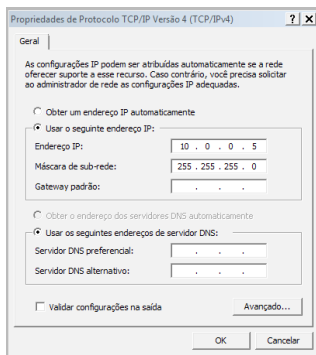 Propriedades de Protocolo TCP/IP Versão 4 (TCP/IPv4)
Geral
As configurações IP podem ser atribuídas automaticamente se a rede
oferecer suporte a esse recurso. Caso contrário, você precisa solicitar
ao administrador de rede as configurações IP adequadas.
Obter um endereço IP automaticamente
Usar o seguinte endereço IP:
Endereço IP: 10 . 0 . 0 . 5
Máscara de sub-rede: 255 . 255 . 255 . 0
Gateway padrão: . . .
Obter o endereço dos servidores DNS automaticamente
Usar os seguintes endereços de servidor DNS:
Servidor DNS preferencial: . . .
Servidor DNS alternativo: . . .
Validar configurações na saída Avançado...
OK Cancelar